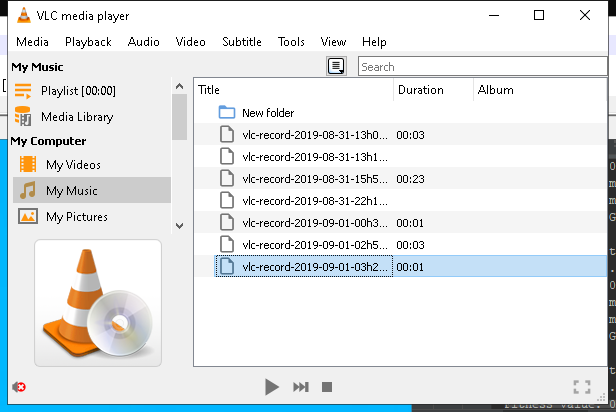 VLC media player
Media Playback Audio Video Subtitle Tools View Help
My Music
Search
Playlist [00:00]
Media Library
My Computer
My Videos
My Music
My Pictures
Title Duration Album
New folder
vlc-record-2019-08-31-13h0... 00:03
vlc-record-2019-08-31-13h1...
vlc-record-2019-08-31-15h5... 00:23
vlc-record-2019-08-31-22h1...
vlc-record-2019-09-01-00h3... 00:01
vlc-record-2019-09-01-02h5... 00:03
vlc-record-2019-09-01-03h2... 00:01